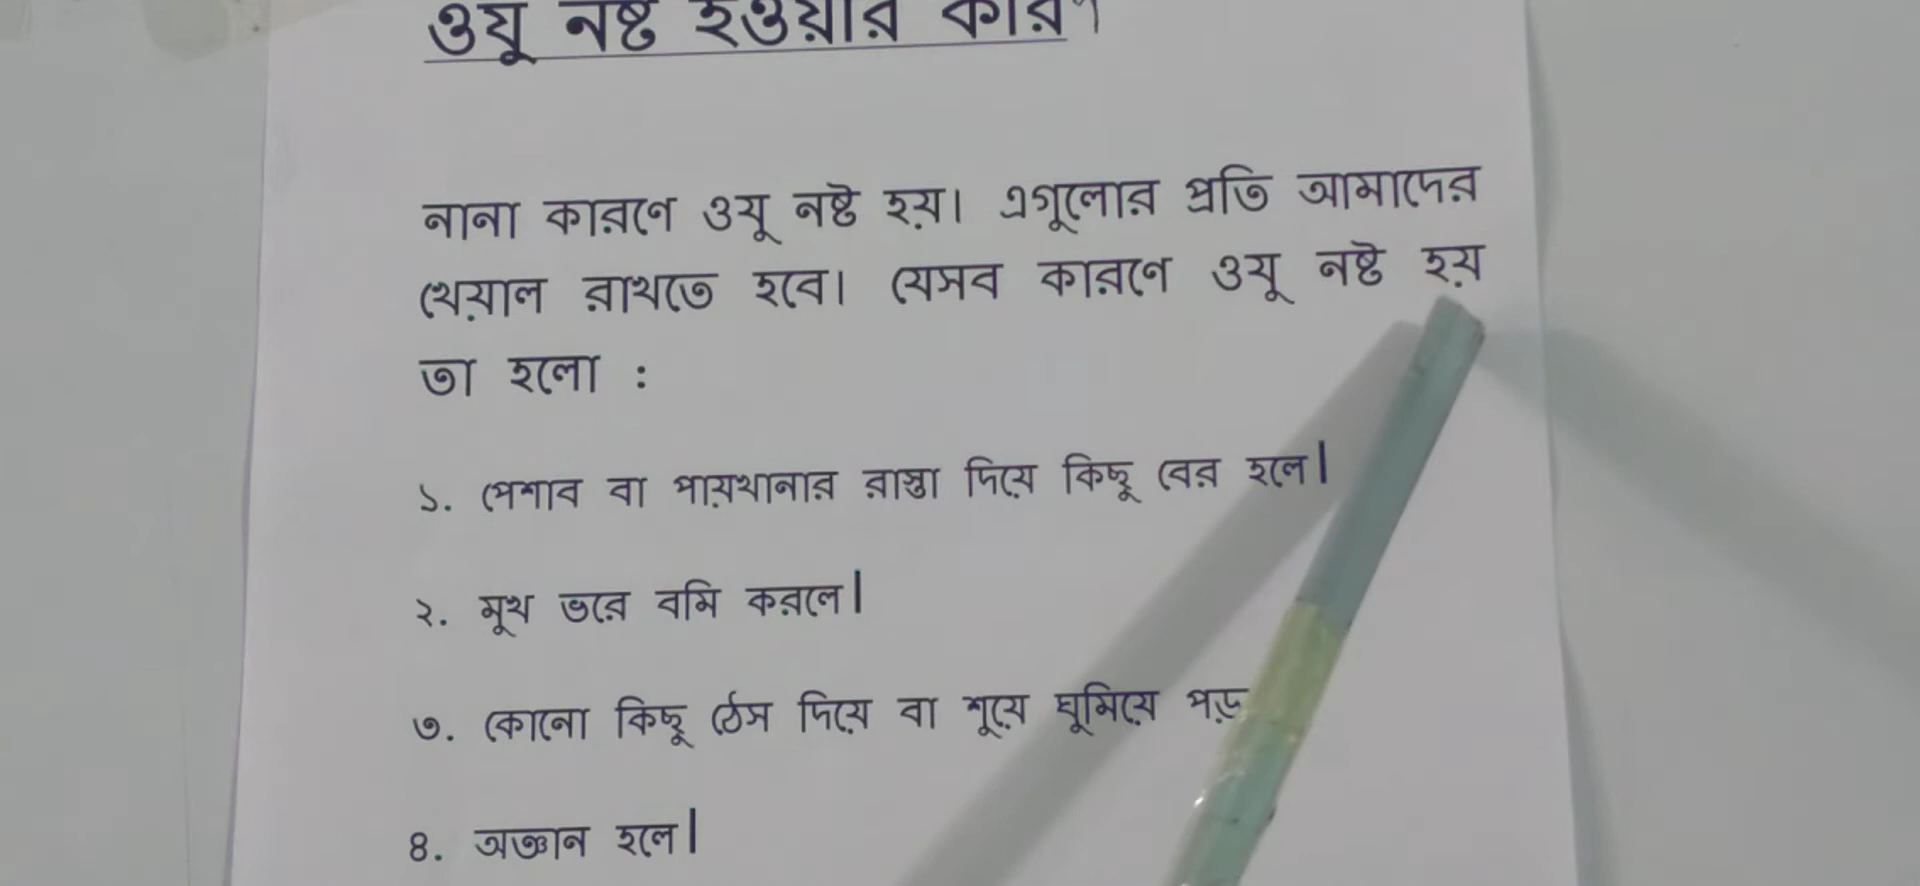 ওযূ নষ্ট হওয়ার কারণ
নানা কারণে ওযূ নষ্ট হয়। এগূলোর প্রতি আমাদের
খেয়াল রাখতে হবে। যেসব কারণে ওযূ নষ্ট হয়
তা হলো :
১. পেশাব বা পায়খানার রাস্তা দিয়ে কিছূ বের হলে।
২. মূখ ভরে বমি করলে।
৩. কোনো কিছূ ঠেস দিয়ে বা শূয়ে ঘূমিয়ে
৪. অজ্ঞান হলে।